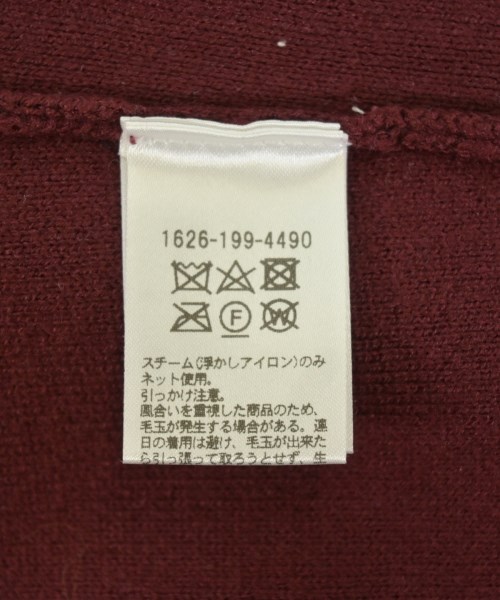 1626-199-4490
F W
スチーム(浮かしアイロン)のみ
ネット使用。
引っかけ注意。
風合いを重視した商品のため、
毛玉が発生する場合がある。連
日の着用は避け、毛玉が出来た
ら引っ張って取ろうとせず、生